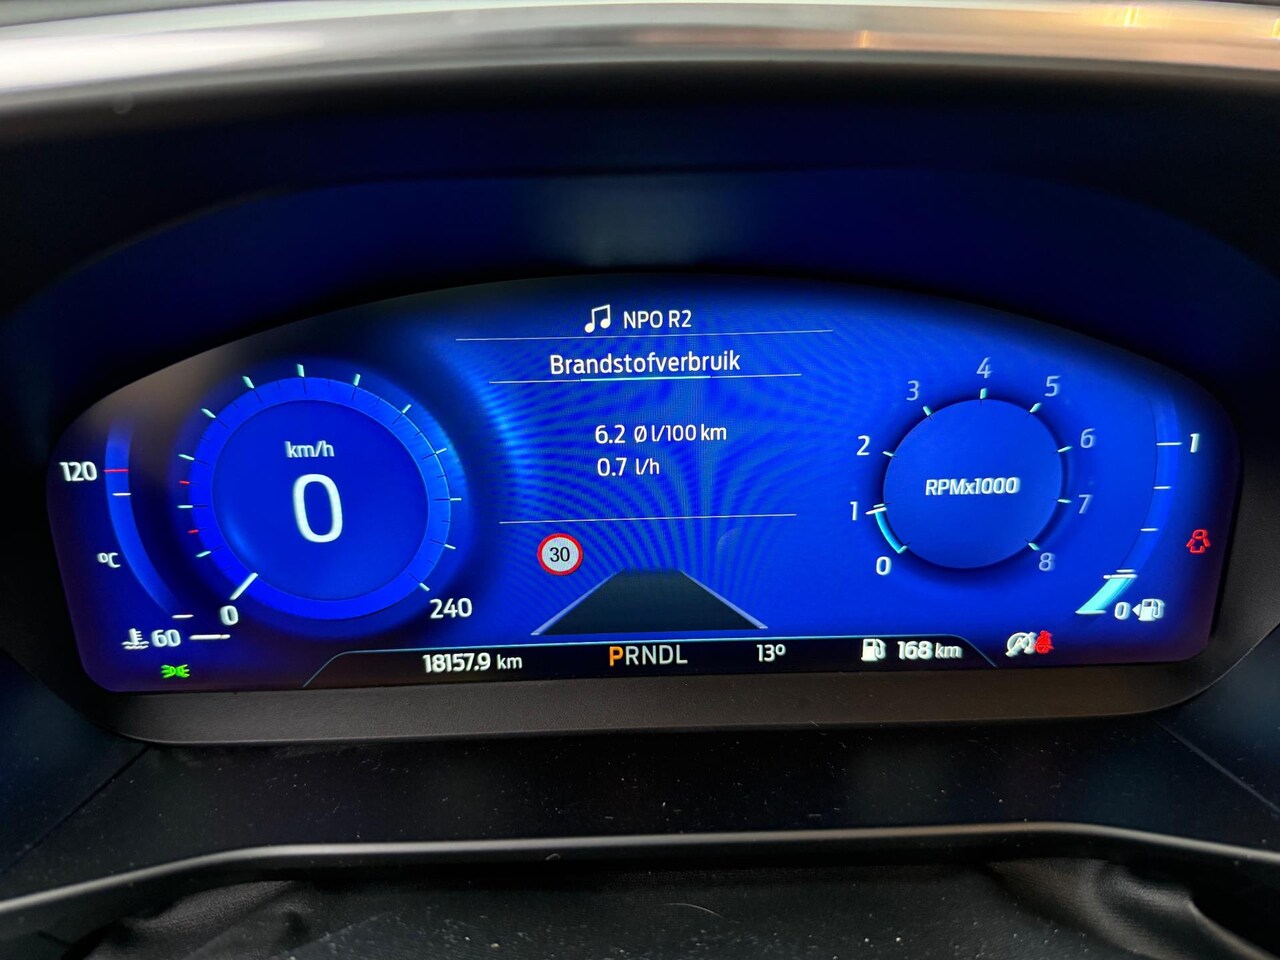 NPO R2
Brandstofverbruik
6.2 Ø l/100 km
0.7 l/h
120
°C
60
km/h
0
0
240
30
RPMx1000
0
1
2
3
4
5
6
7
8
1
0
18157.9 km
PRNDL
13°
168 km